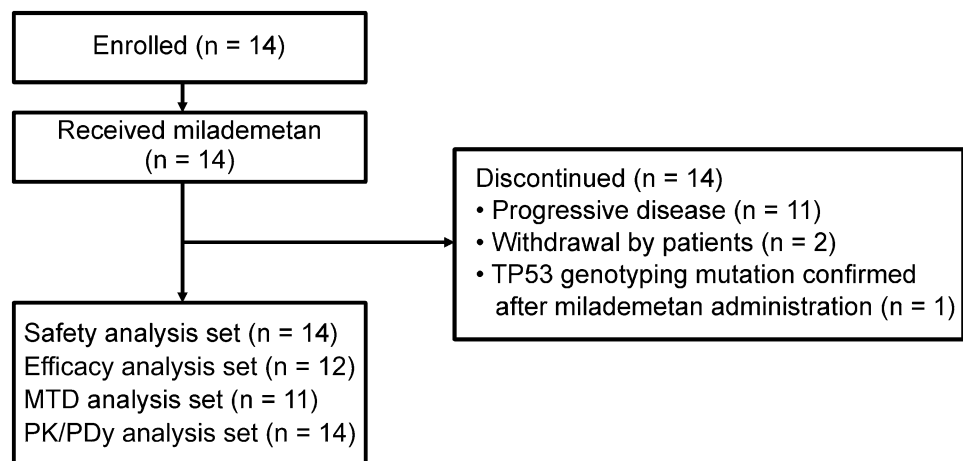 Enrolled (n = 14)
Received milademetan
(n = 14)
Discontinued (n = 14)
• Progressive disease (n = 11)
• Withdrawal by patients (n = 2)
• TP53 genotyping mutation confirmed
after milademetan administration (n = 1)
Safety analysis set (n = 14)
Efficacy analysis set (n = 12)
MTD analysis set (n = 11)
PK/PDy analysis set (n = 14)